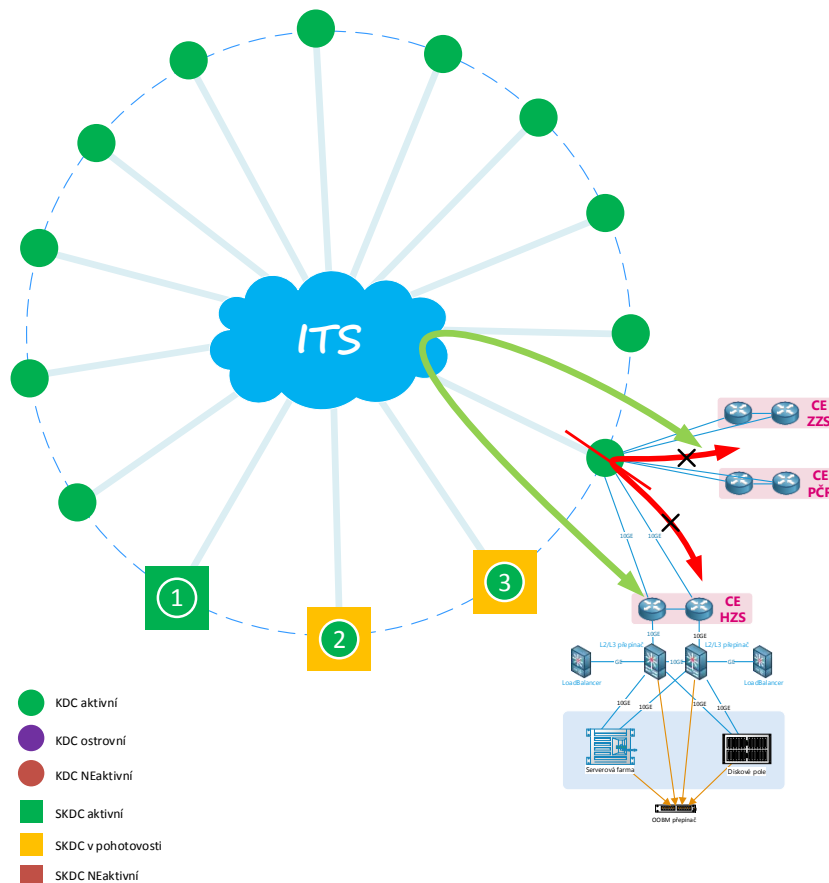 ITS
CE
ZZS
CE
PČR
10GE
10GE
1
2
3
CE
HZS
10GE
10GE
L2/L3 přepínač
L2/L3 přepínač
GE
10GE
GE
LoadBalancer
LoadBalancer
10GE
10GE
10GE
10GE
Serverová farma
Diskové pole
OOBM přepínač
KDC aktivní
KDC ostrovní
KDC NEaktivní
SKDC aktivní
SKDC v pohotovosti
SKDC NEaktivní